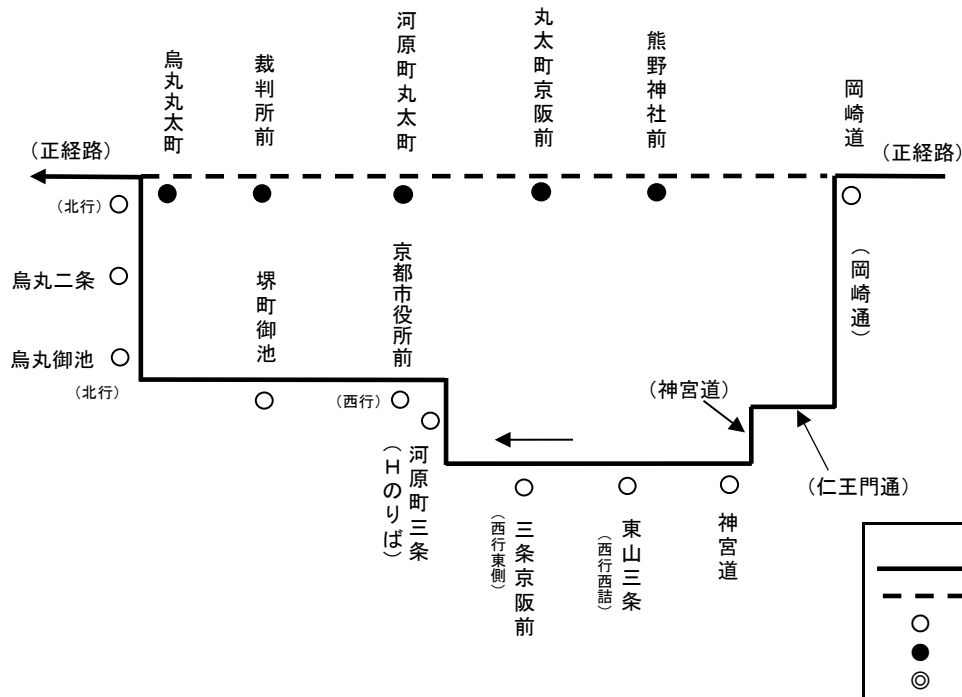 烏丸丸太町
裁判所前
河原町丸太町
丸太町京阪前
熊野神社前
岡崎道
（正経路）
（正経路）
（北行）
烏丸二条
烏丸御池
（北行）
堺町御池
京都市役所前
（西行）
河原町三条
（Hのりば）
三条京阪前
（西行東側）
東山三条
（西行西詰）
神宮道
（神宮道）
（仁王門通）
（岡崎通）